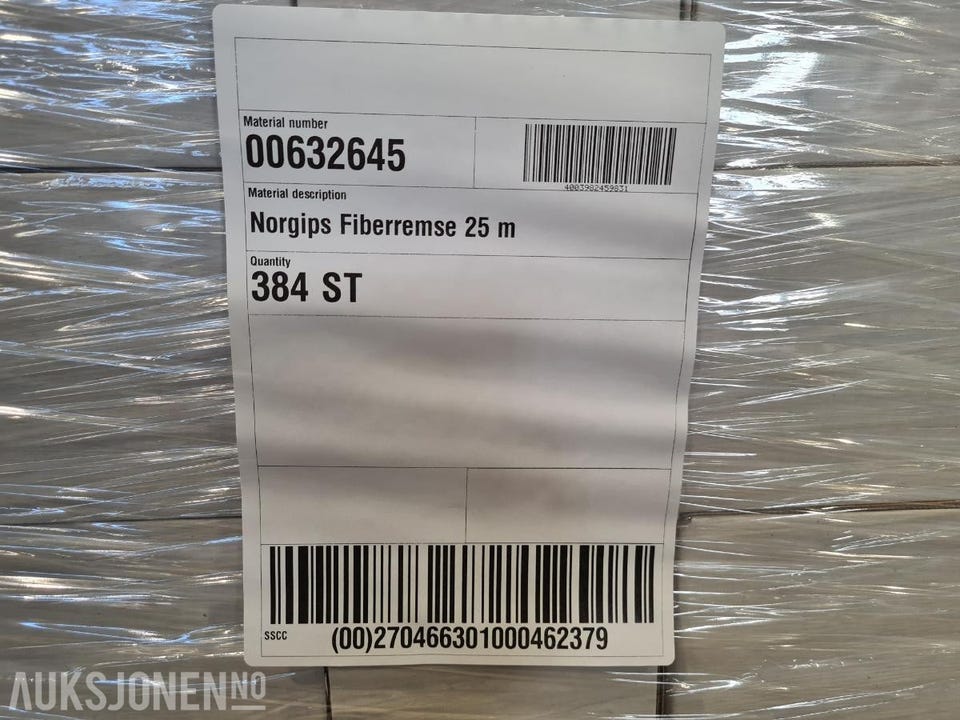 Material number
00632645
4003982459831
Material description
Norgips Fiberremse 25 m
Quantity
384 ST
SSCC
(00)270466301000462379
AUKSJONEN.NO